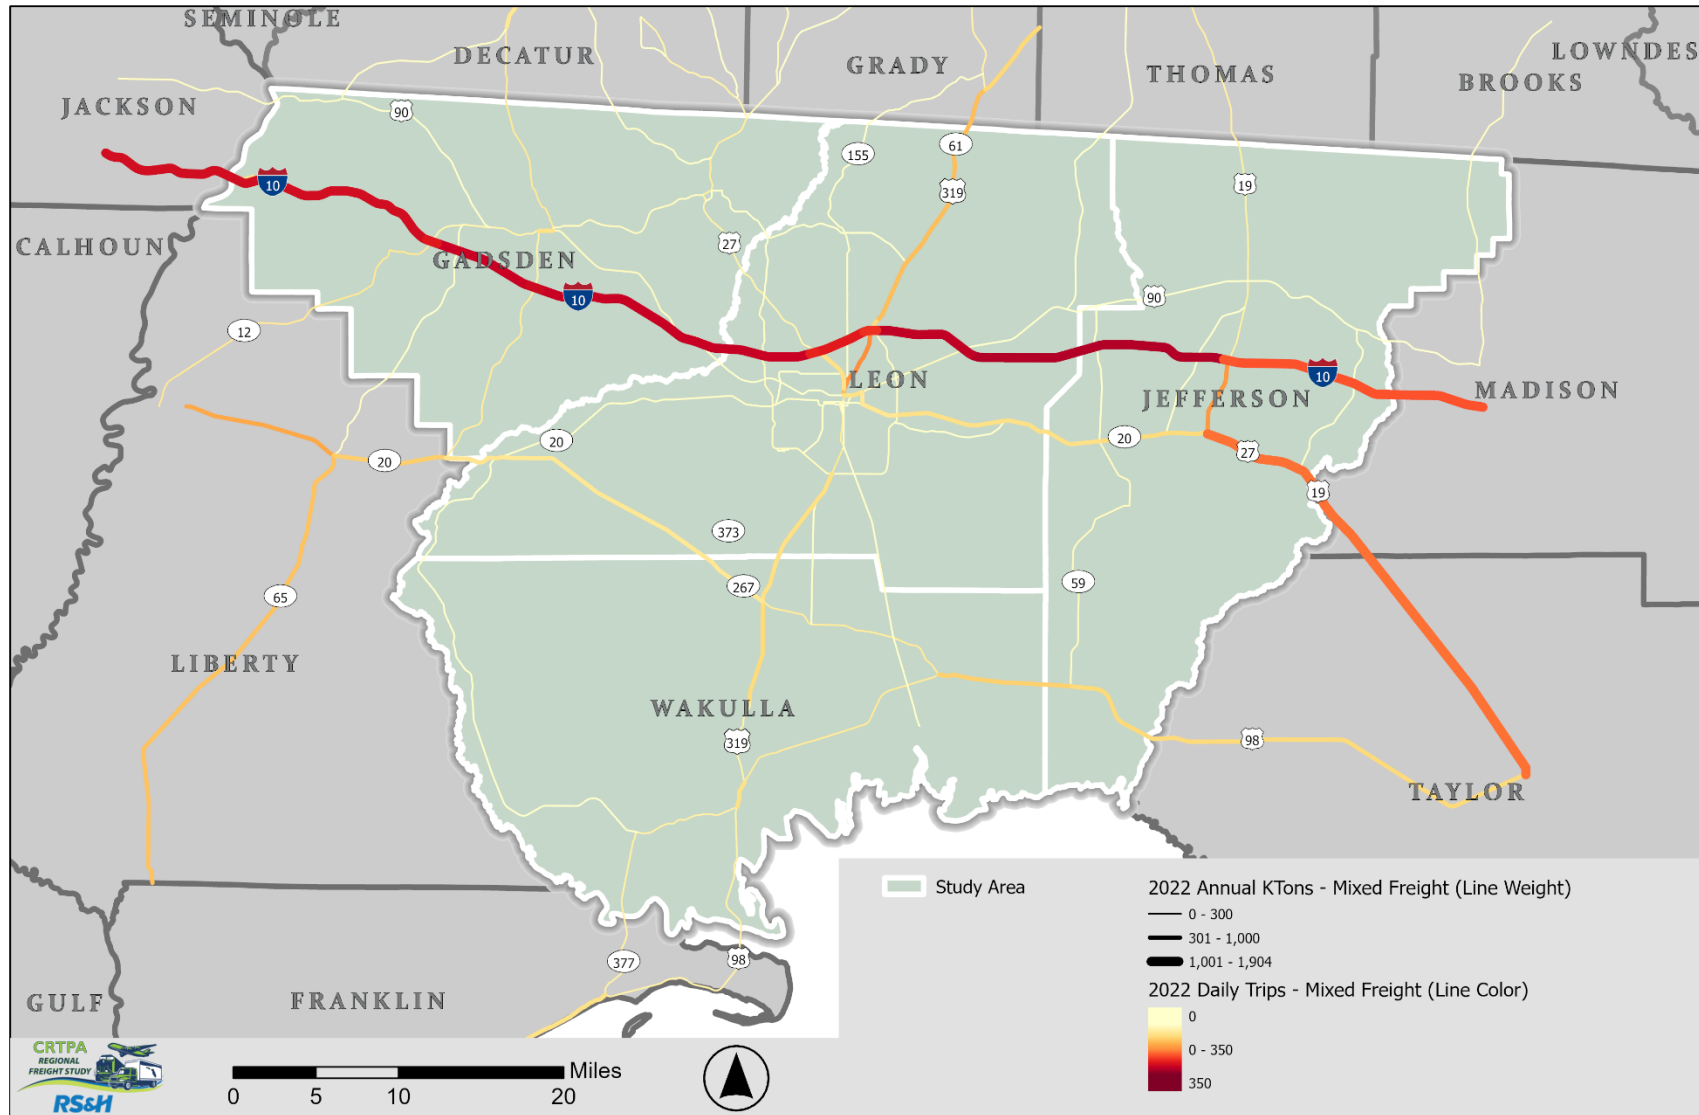 SEMINOLE
DECATUR
GRADY
THOMAS
LOWNDES
BROOKS
JACKSON
90
155
61
10
319
19
CALHOUN
27
GADSDEN
10
90
12
LEON
10
JEFFERSON
MADISON
20
20
20
27
19
373
267
59
65
LIBERTY
WAKULLA
319
98
TAYLOR
377
98
GULF
FRANKLIN
Study Area
2022 Annual KTons - Mixed Freight (Line Weight)
0 - 300
301 - 1,000
1,001 - 1,904
2022 Daily Trips - Mixed Freight (Line Color)
0
0 - 350
350
CRTPA
REGIONAL
FREIGHT STUDY
RS&H
Miles
0 5 10 20